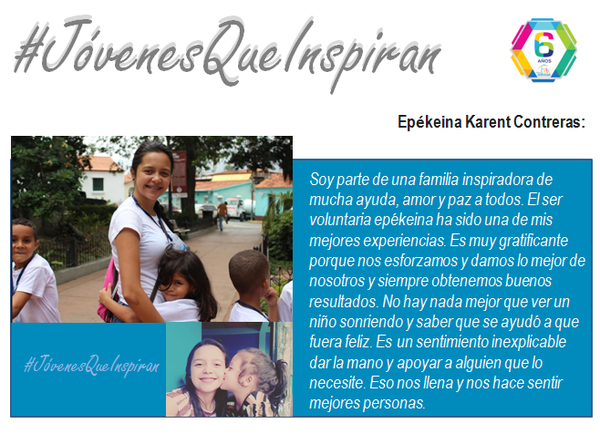 #JóvenesQueInspiran
6
AÑOS
Epékeina Karent Contreras:
Soy parte de una familia inspiradora de
mucha ayuda, amor y paz a todos. El ser
voluntaria epékeina ha sido una de mis
mejores experiencias. Es muy gratificante
porque nos esforzamos y damos lo mejor de
nosotros y siempre obtenemos buenos
resultados. No hay nada mejor que ver un
niño sonriendo y saber que se ayudó a que
fuera feliz. Es un sentimiento inexplicable
dar la mano y apoyar a alguien que lo
necesite. Eso nos llena y nos hace sentir
mejores personas.
#JóvenesQueInspiran